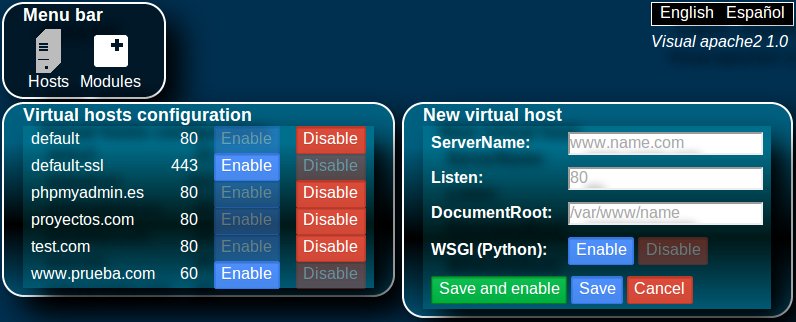 Menu bar
Hosts Modules
English Español
Visual apache2 1.0
Virtual hosts configuration
default 80 Enable Disable
default-ssl 443 Enable Disable
phpmyadmin.es 80 Enable Disable
proyectos.com 80 Enable Disable
test.com 80 Enable Disable
www.prueba.com 60 Enable Disable
New virtual host
ServerName: www.name.com
Listen: 80
DocumentRoot: /var/www/name
WSGI (Python): Enable Disable
Save and enable Save Cancel